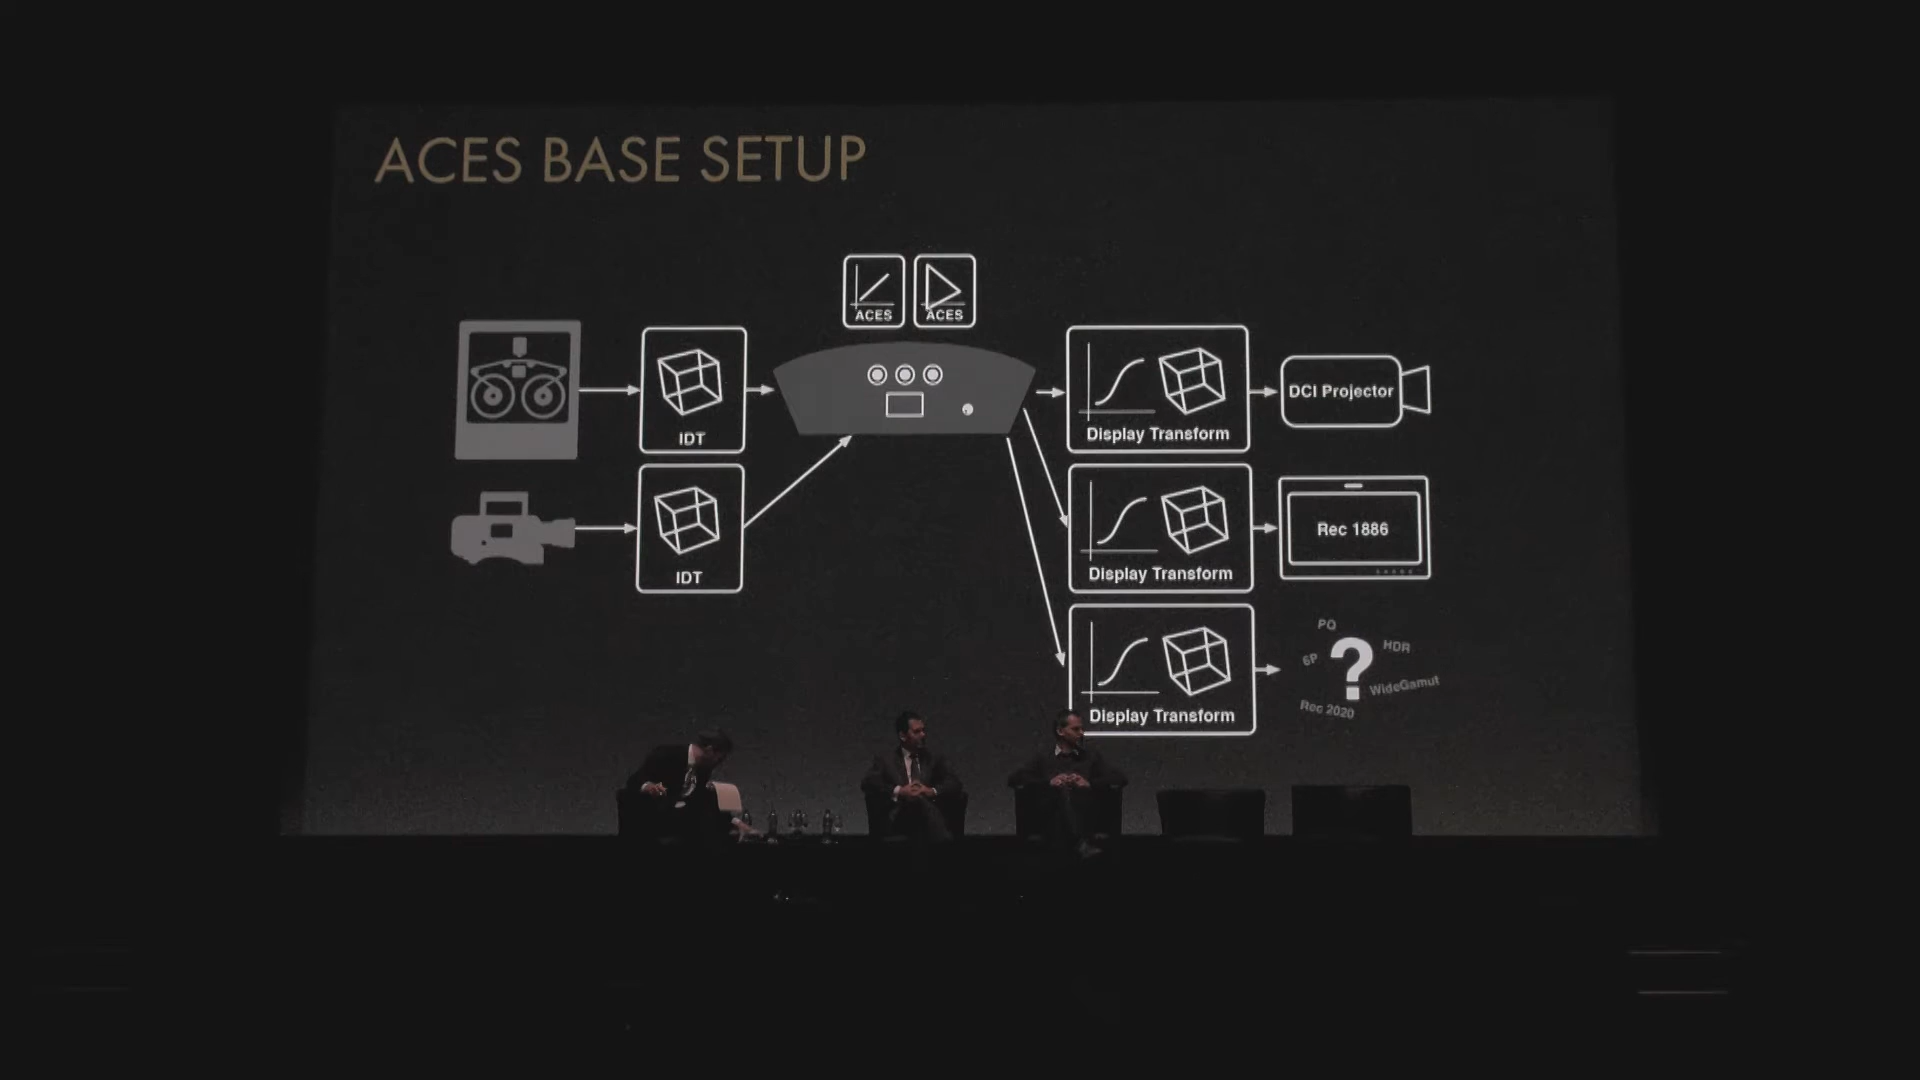 ACES BASE SETUP
ACES
ACES
IDT
Display Transform
DCI Projector
IDT
Display Transform
Rec 1886
Display Transform
PQ
HDR
6P
?
WideGamut
Rec 2020